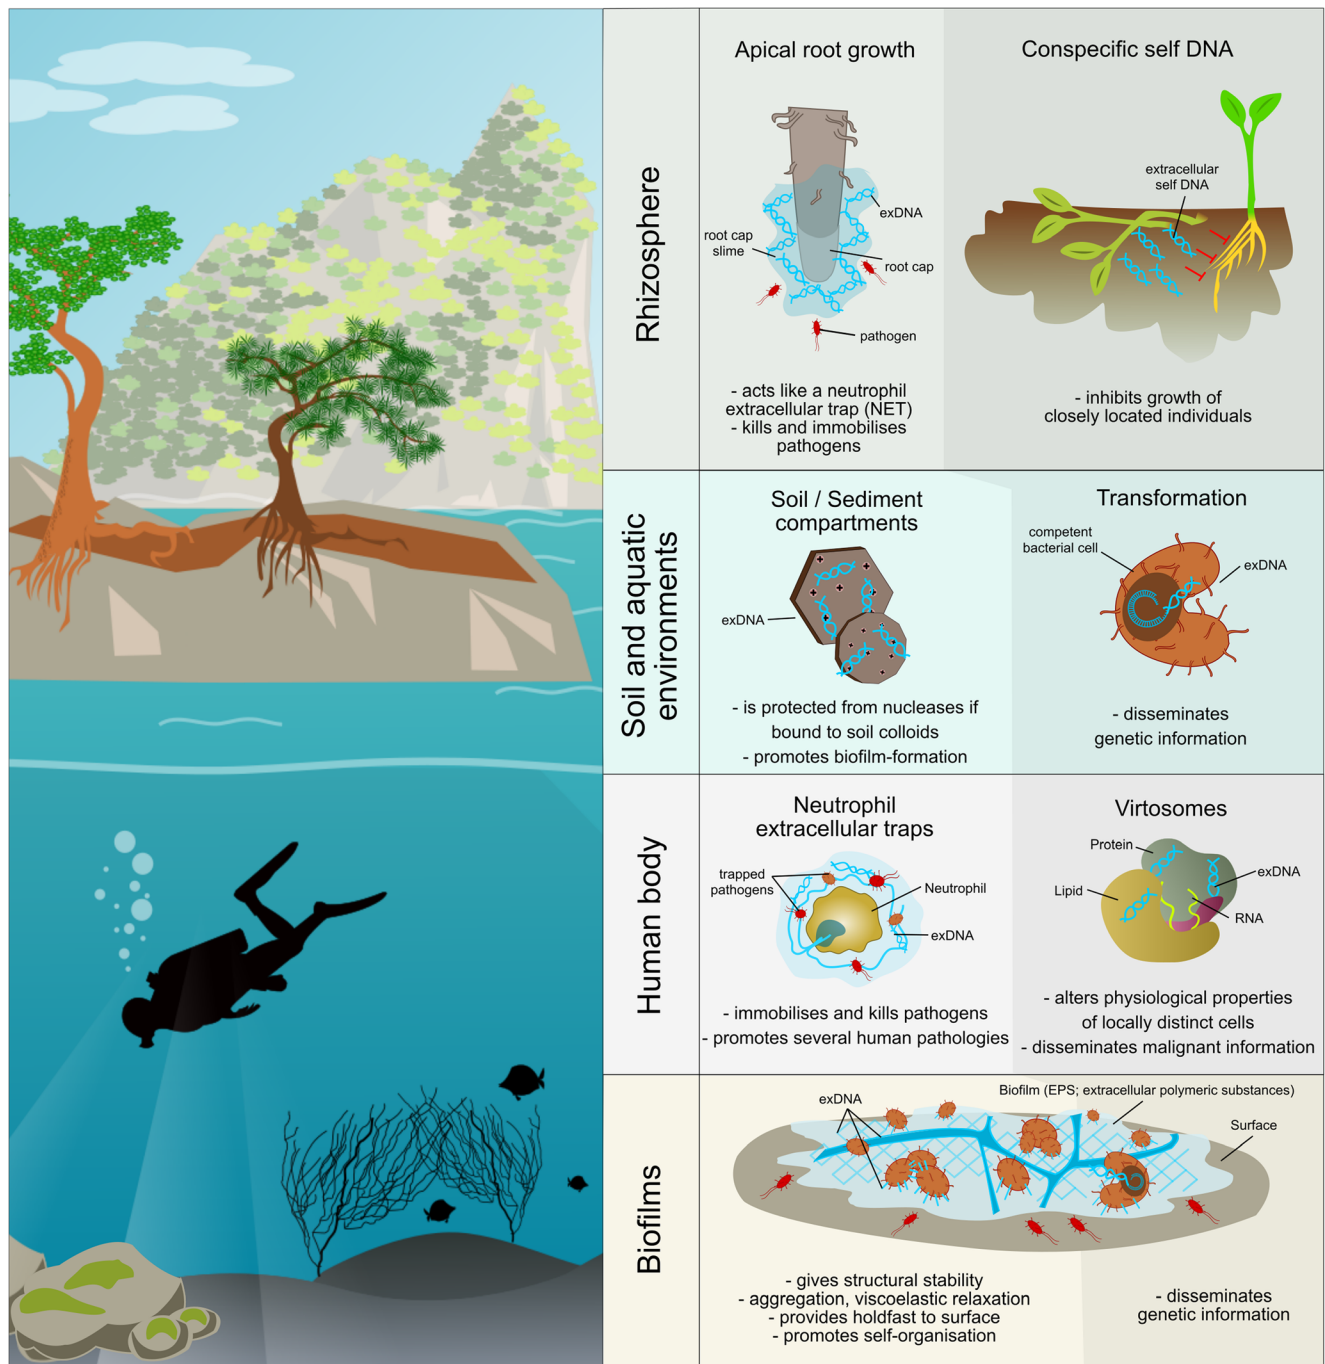 Rhizosphere
Apical root growth
exDNA
root cap
slime
root cap
pathogen
- acts like a neutrophil
extracellular trap (NET)
- kills and immobilises
pathogens
Conspecific self DNA
extracellular
self DNA
- inhibits growth of
closely located individuals
Soil and aquatic
environments
Soil / Sediment
compartments
exDNA
- is protected from nucleases if
bound to soil colloids
- promotes biofilm-formation
Transformation
competent
bacterial cell
exDNA
- disseminates
genetic information
Human body
Neutrophil
extracellular traps
trapped
pathogens
Neutrophil
exDNA
- immobilises and kills pathogens
- promotes several human pathologies
Virtosomes
Protein
exDNA
Lipid
RNA
- alters physiological properties
of locally distinct cells
- disseminates malignant information
Biofilms
exDNA
Biofilm (EPS; extracellular polymeric substances)
Surface
- gives structural stability
- aggregation, viscoelastic relaxation
- provides holdfast to surface
- promotes self-organisation
- disseminates
genetic information